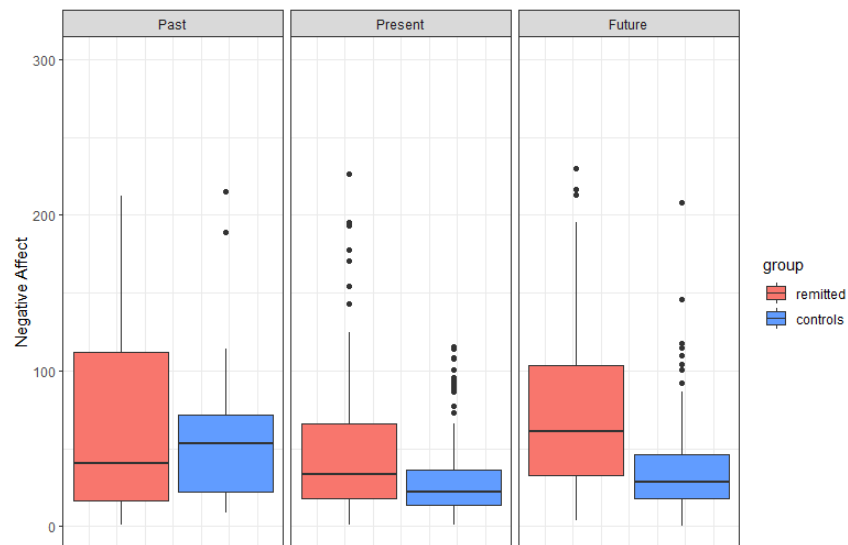 Past Present Future
300
200
100
0
Negative Affect
group
remitted
controls